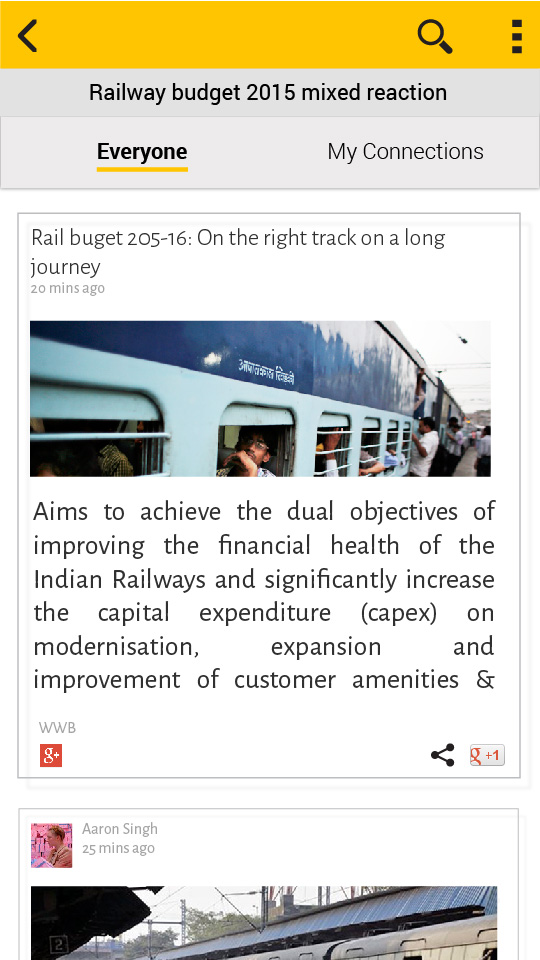 Railway budget 2015 mixed reaction
Everyone
My Connections
Rail buget 205-16: On the right track on a long
journey
20 mins ago
Aims to achieve the dual objectives of
improving the financial health of the
Indian Railways and significantly increase
the capital expenditure (capex) on
modernisation, expansion and
improvement of customer amenities &
WWB
g+
g +1
Aaron Singh
25 mins ago
2